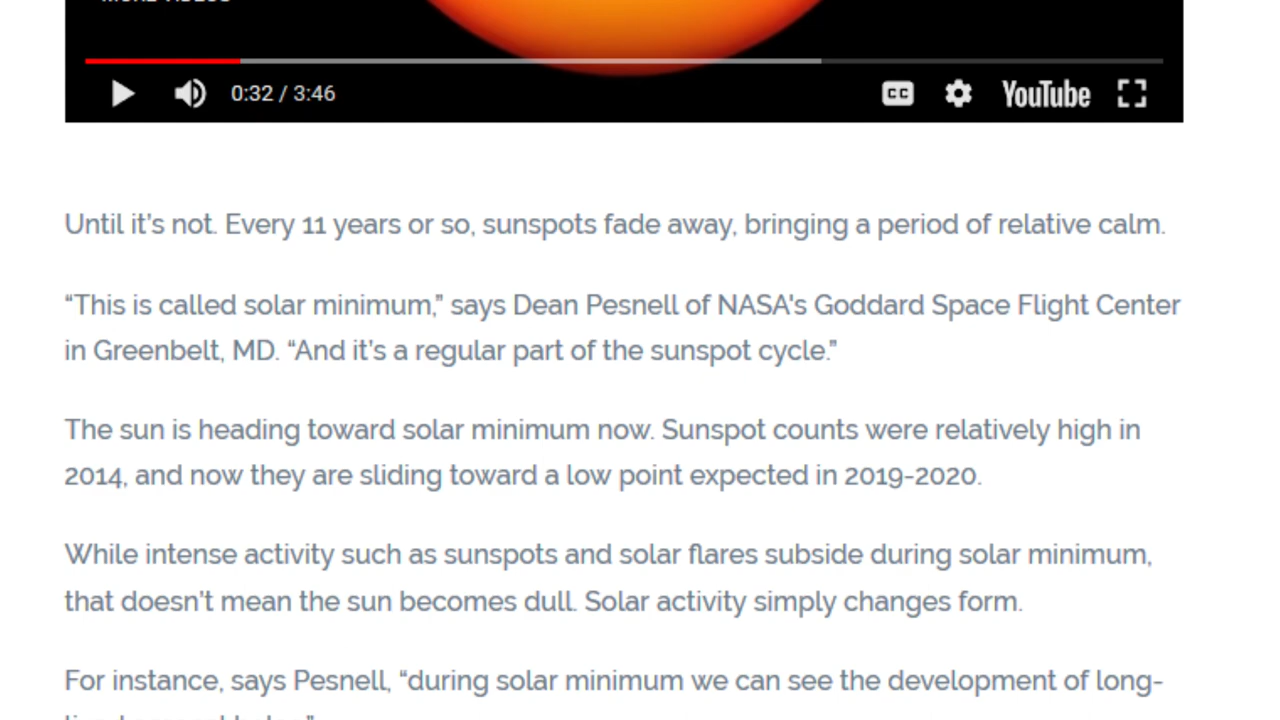 0:32 / 3:46
CC
YouTube
Until it's not. Every 11 years or so, sunspots fade away, bringing a period of relative calm.
“This is called solar minimum,” says Dean Pesnell of NASA's Goddard Space Flight Center
in Greenbelt, MD. “And it’s a regular part of the sunspot cycle.”
The sun is heading toward solar minimum now. Sunspot counts were relatively high in
2014, and now they are sliding toward a low point expected in 2019-2020.
While intense activity such as sunspots and solar flares subside during solar minimum,
that doesn't mean the sun becomes dull. Solar activity simply changes form.
For instance, says Pesnell, “during solar minimum we can see the development of long-